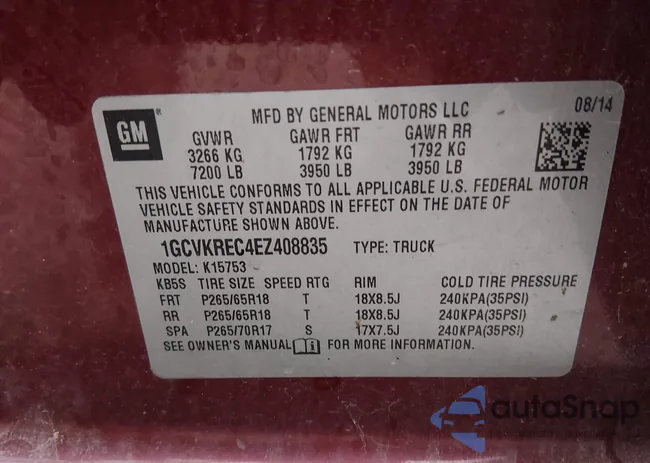 GM
MFD BY GENERAL MOTORS LLC 08/14
GVWR GAWR FRT GAWR RR
3266 KG 1792 KG 1792 KG
7200 LB 3950 LB 3950 LB
THIS VEHICLE CONFORMS TO ALL APPLICABLE U.S. FEDERAL MOTOR
VEHICLE SAFETY STANDARDS IN EFFECT ON THE DATE OF
MANUFACTURE SHOWN ABOVE.
1GCVKREC4EZ408835 TYPE: TRUCK
MODEL: K15753
KB5S TIRE SIZE SPEED RTG RIM COLD TIRE PRESSURE
FRT P265/65R18 T 18X8.5J 240KPA(35PSI)
RR P265/65R18 T 18X8.5J 240KPA(35PSI)
SPA P265/70R17 S 17X7.5J 240KPA(35PSI)
SEE OWNER'S MANUAL i FOR MORE INFORMATION.
autoSnap